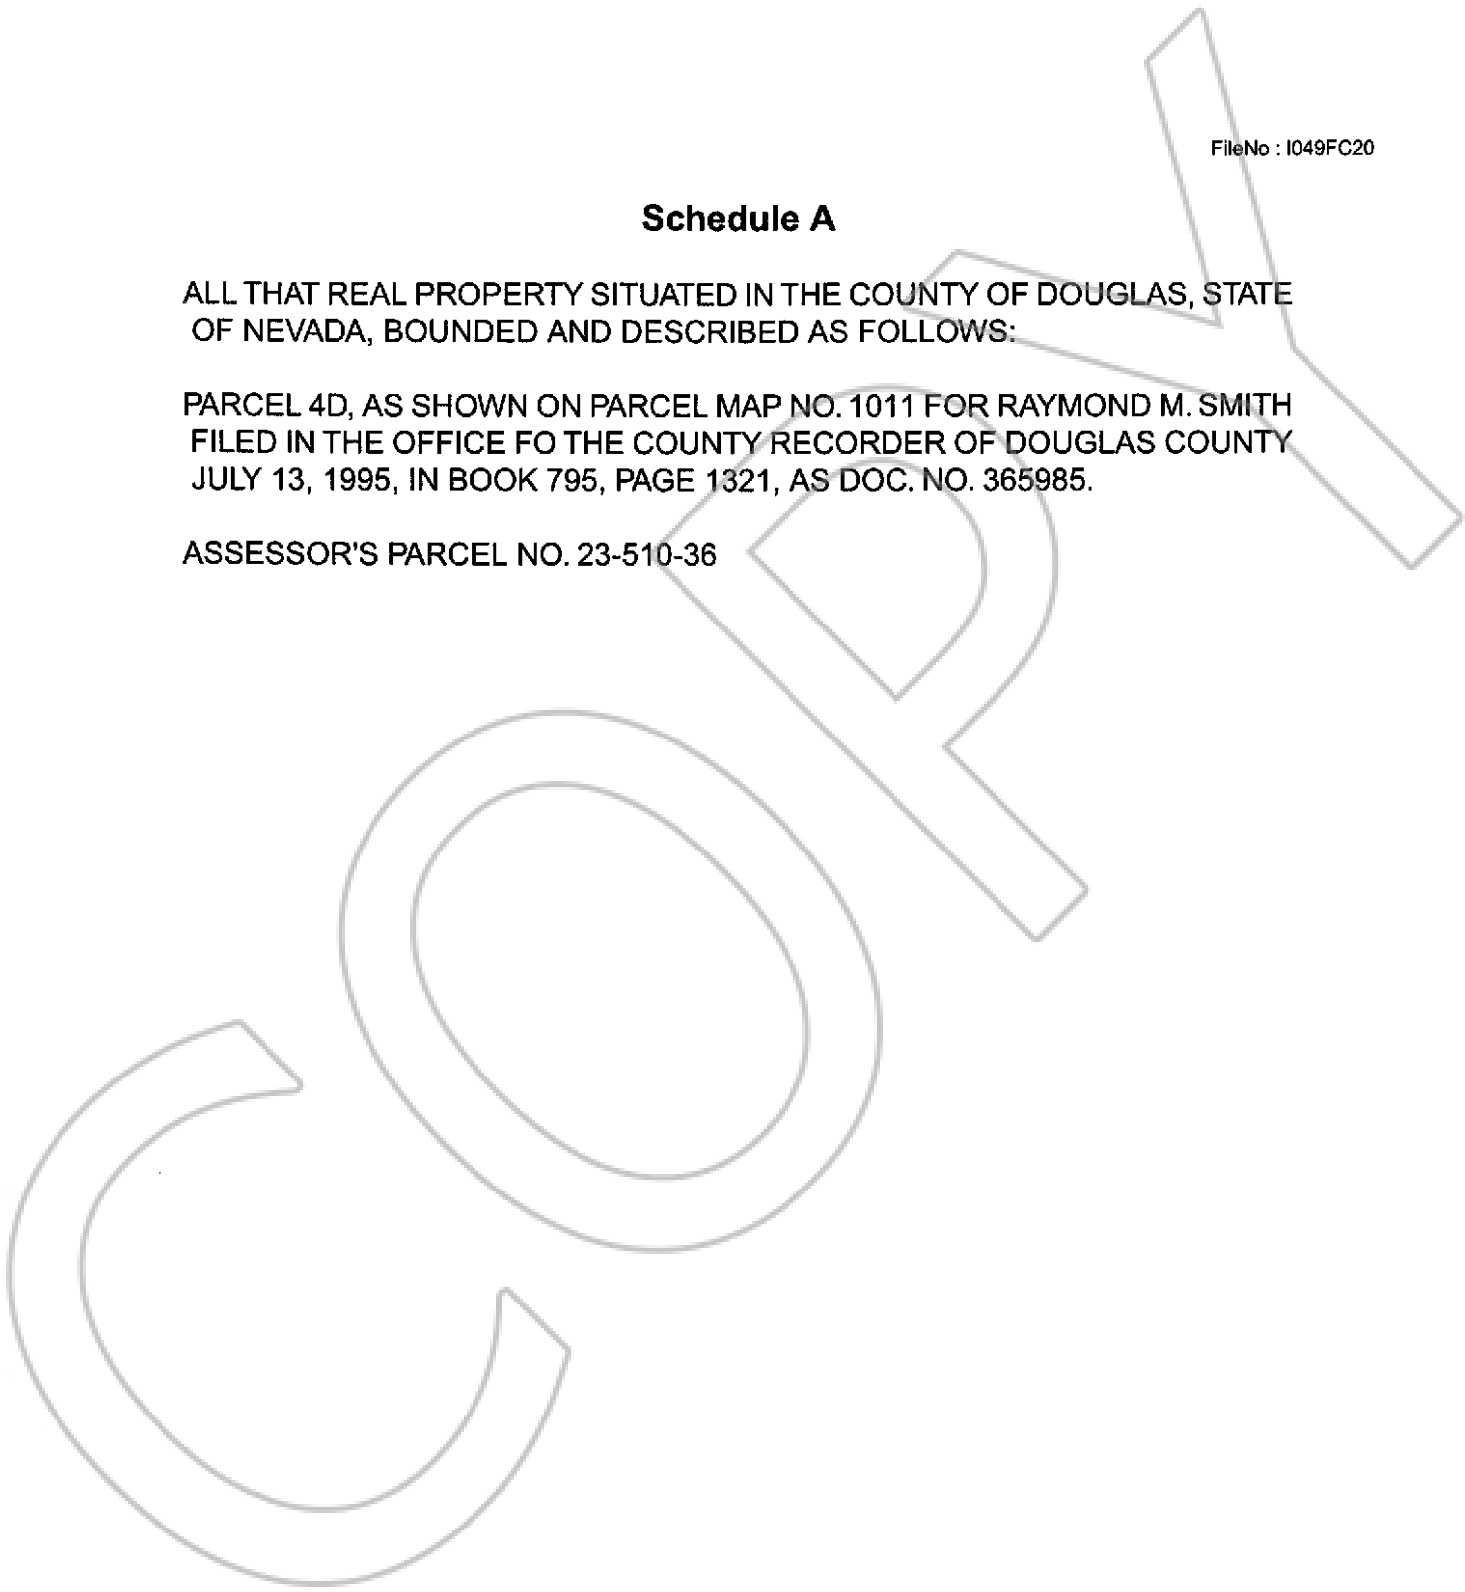 FileNo : I049FC20
Schedule A
ALL THAT REAL PROPERTY SITUATED IN THE COUNTY OF DOUGLAS, STATE
OF NEVADA, BOUNDED AND DESCRIBED AS FOLLOWS:
PARCEL 4D, AS SHOWN ON PARCEL MAP NO. 1011 FOR RAYMOND M. SMITH
FILED IN THE OFFICE FO THE COUNTY RECORDER OF DOUGLAS COUNTY
JULY 13, 1995, IN BOOK 795, PAGE 1321, AS DOC. NO. 365985.
ASSESSOR'S PARCEL NO. 23-510-36
COPY